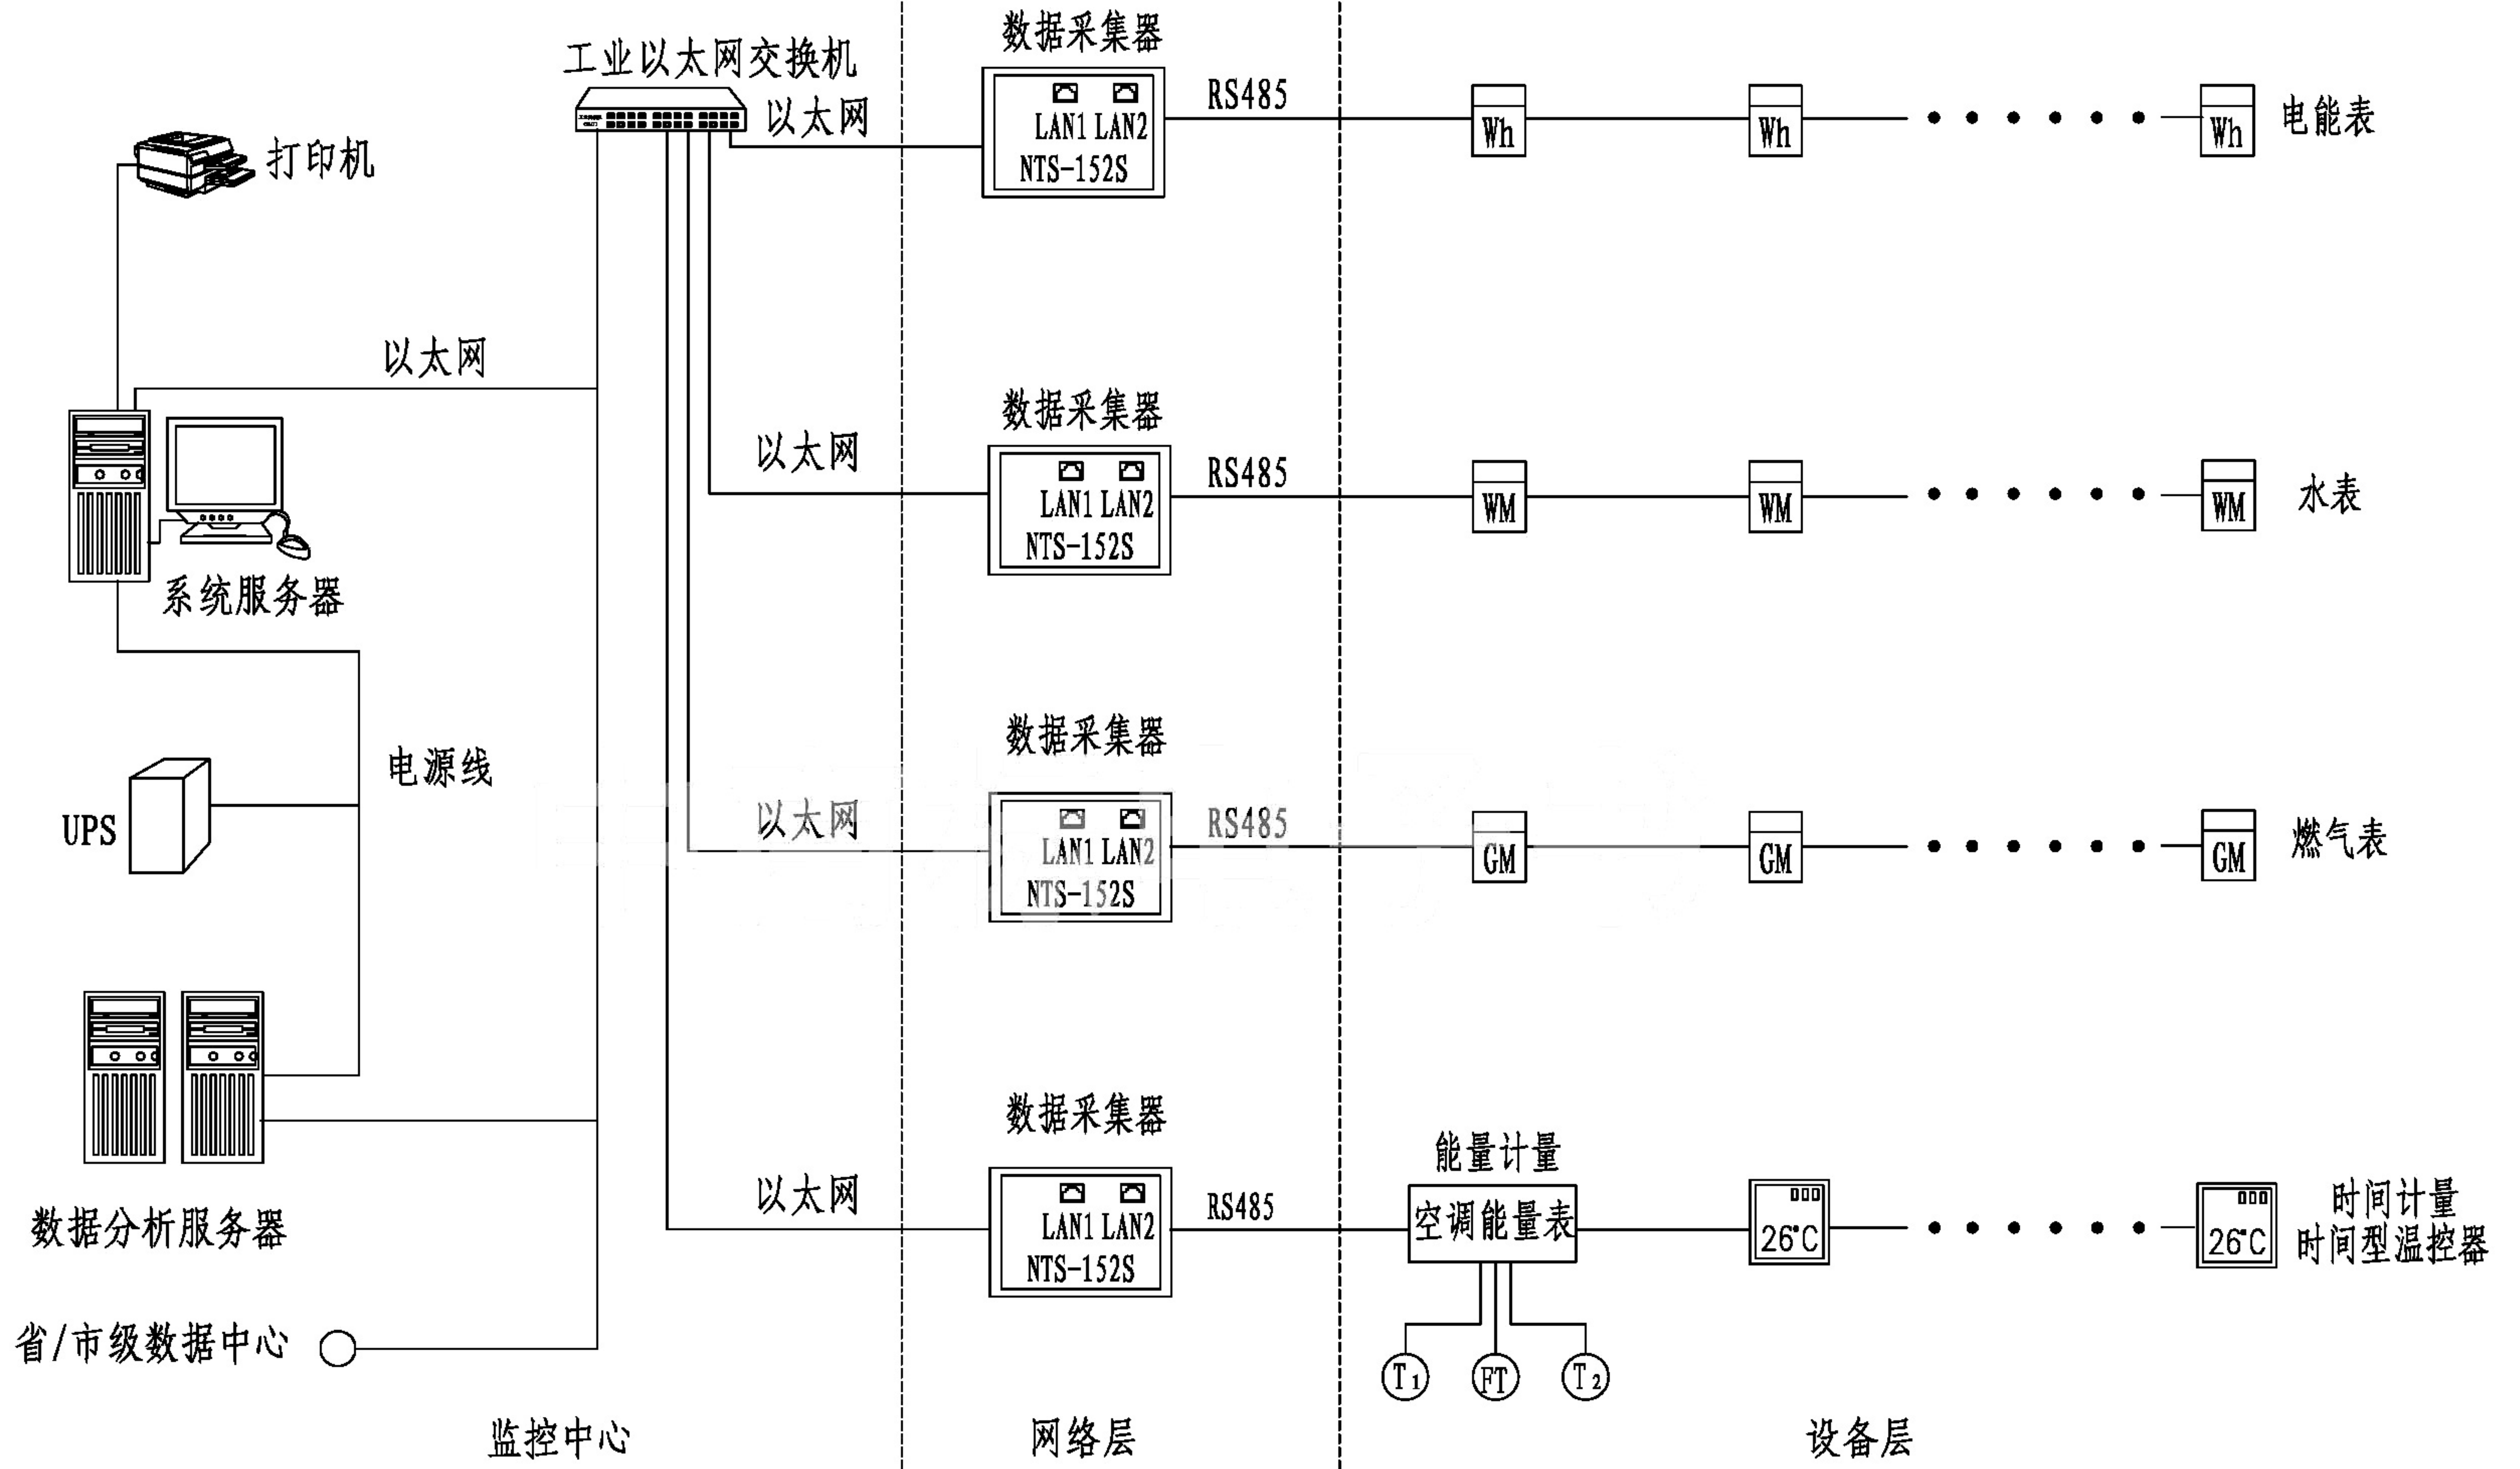 数据采集器
工业以太网交换机
以太网
RS485
LAN1 LAN2
NTS-152S
Wh
Wh
Wh
电能表
打印机
以太网
数据采集器
以太网
RS485
LAN1 LAN2
NTS-152S
WM
WM
WM
水表
系统服务器
数据采集器
电源线
UPS
以太网
RS485
LAN1 LAN2
NTS-152S
GM
GM
GM
燃气表
数据采集器
以太网
RS485
LAN1 LAN2
NTS-152S
能量计量
空调能量表
26°C
26°C
时间计量
时间型温控器
数据分析服务器
省/市级数据中心
T1
FT
T2
监控中心
网络层
设备层